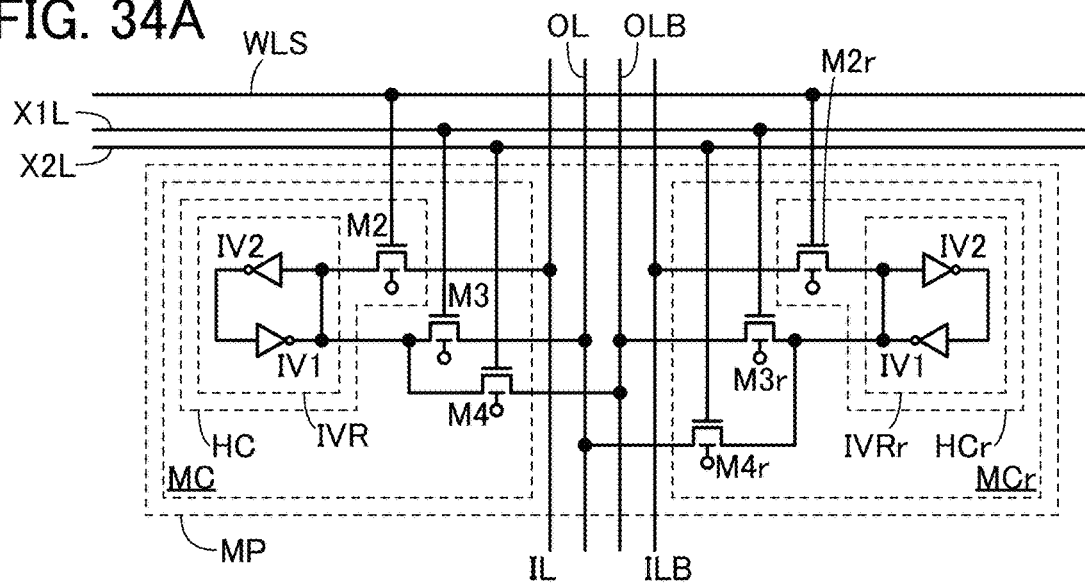 FIG. 34A
WLS
OL
OLB
M2r
X1L
X2L
M2
IV2
IV2
M3
IV1
IV1
M3r
M4
M4r
HC
IVR
IVRr
HCr
MC
MCr
MP
IL
ILB